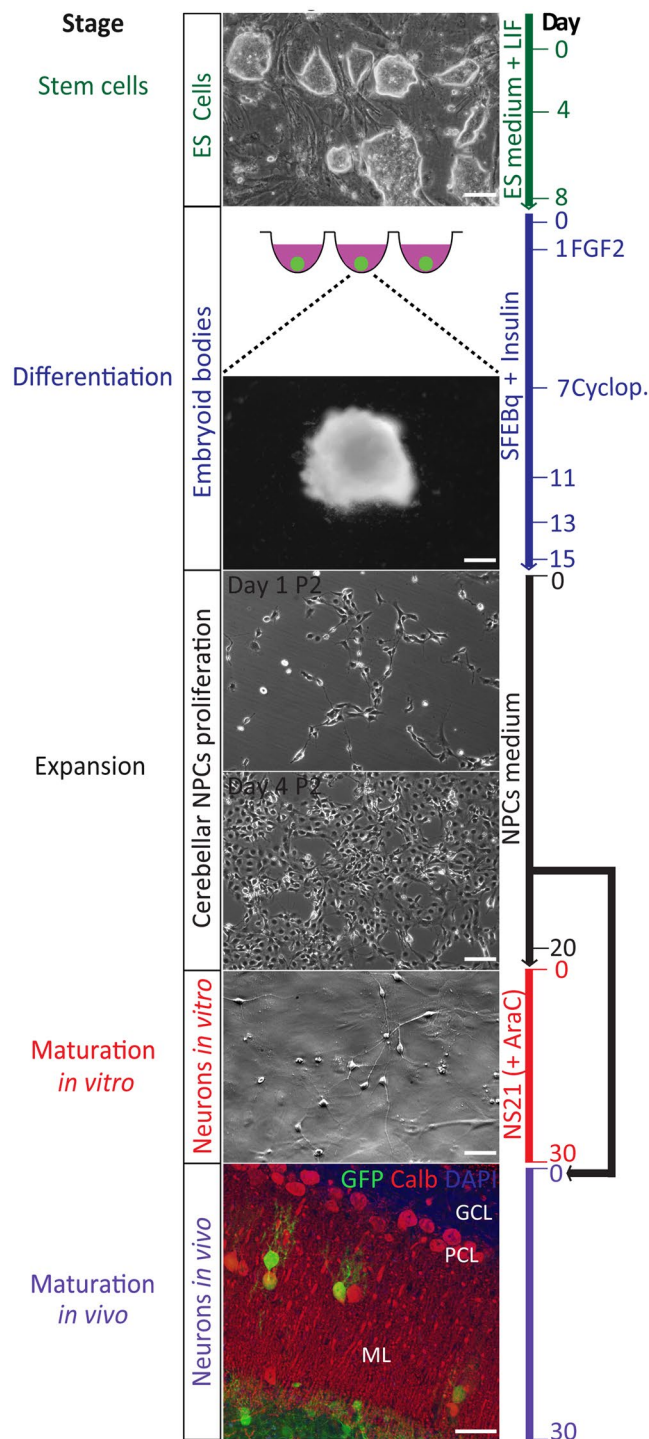 Stage
Day
Stem cells
ES Cells
ES medium + LIF
0
4
8
Differentiation
Embryoid bodies
SFEBq + Insulin
0
1 FGF2
7 Cyclop.
11
13
15
Expansion
Cerebellar NPCs proliferation
Day 1 P2
Day 4 P2
NPCs medium
0
20
Maturation
in vitro
Neurons in vitro
NS21 (+ AraC)
0
30
Maturation
in vivo
Neurons in vivo
GFP Calb DAPI
GCL
PCL
ML
0
30